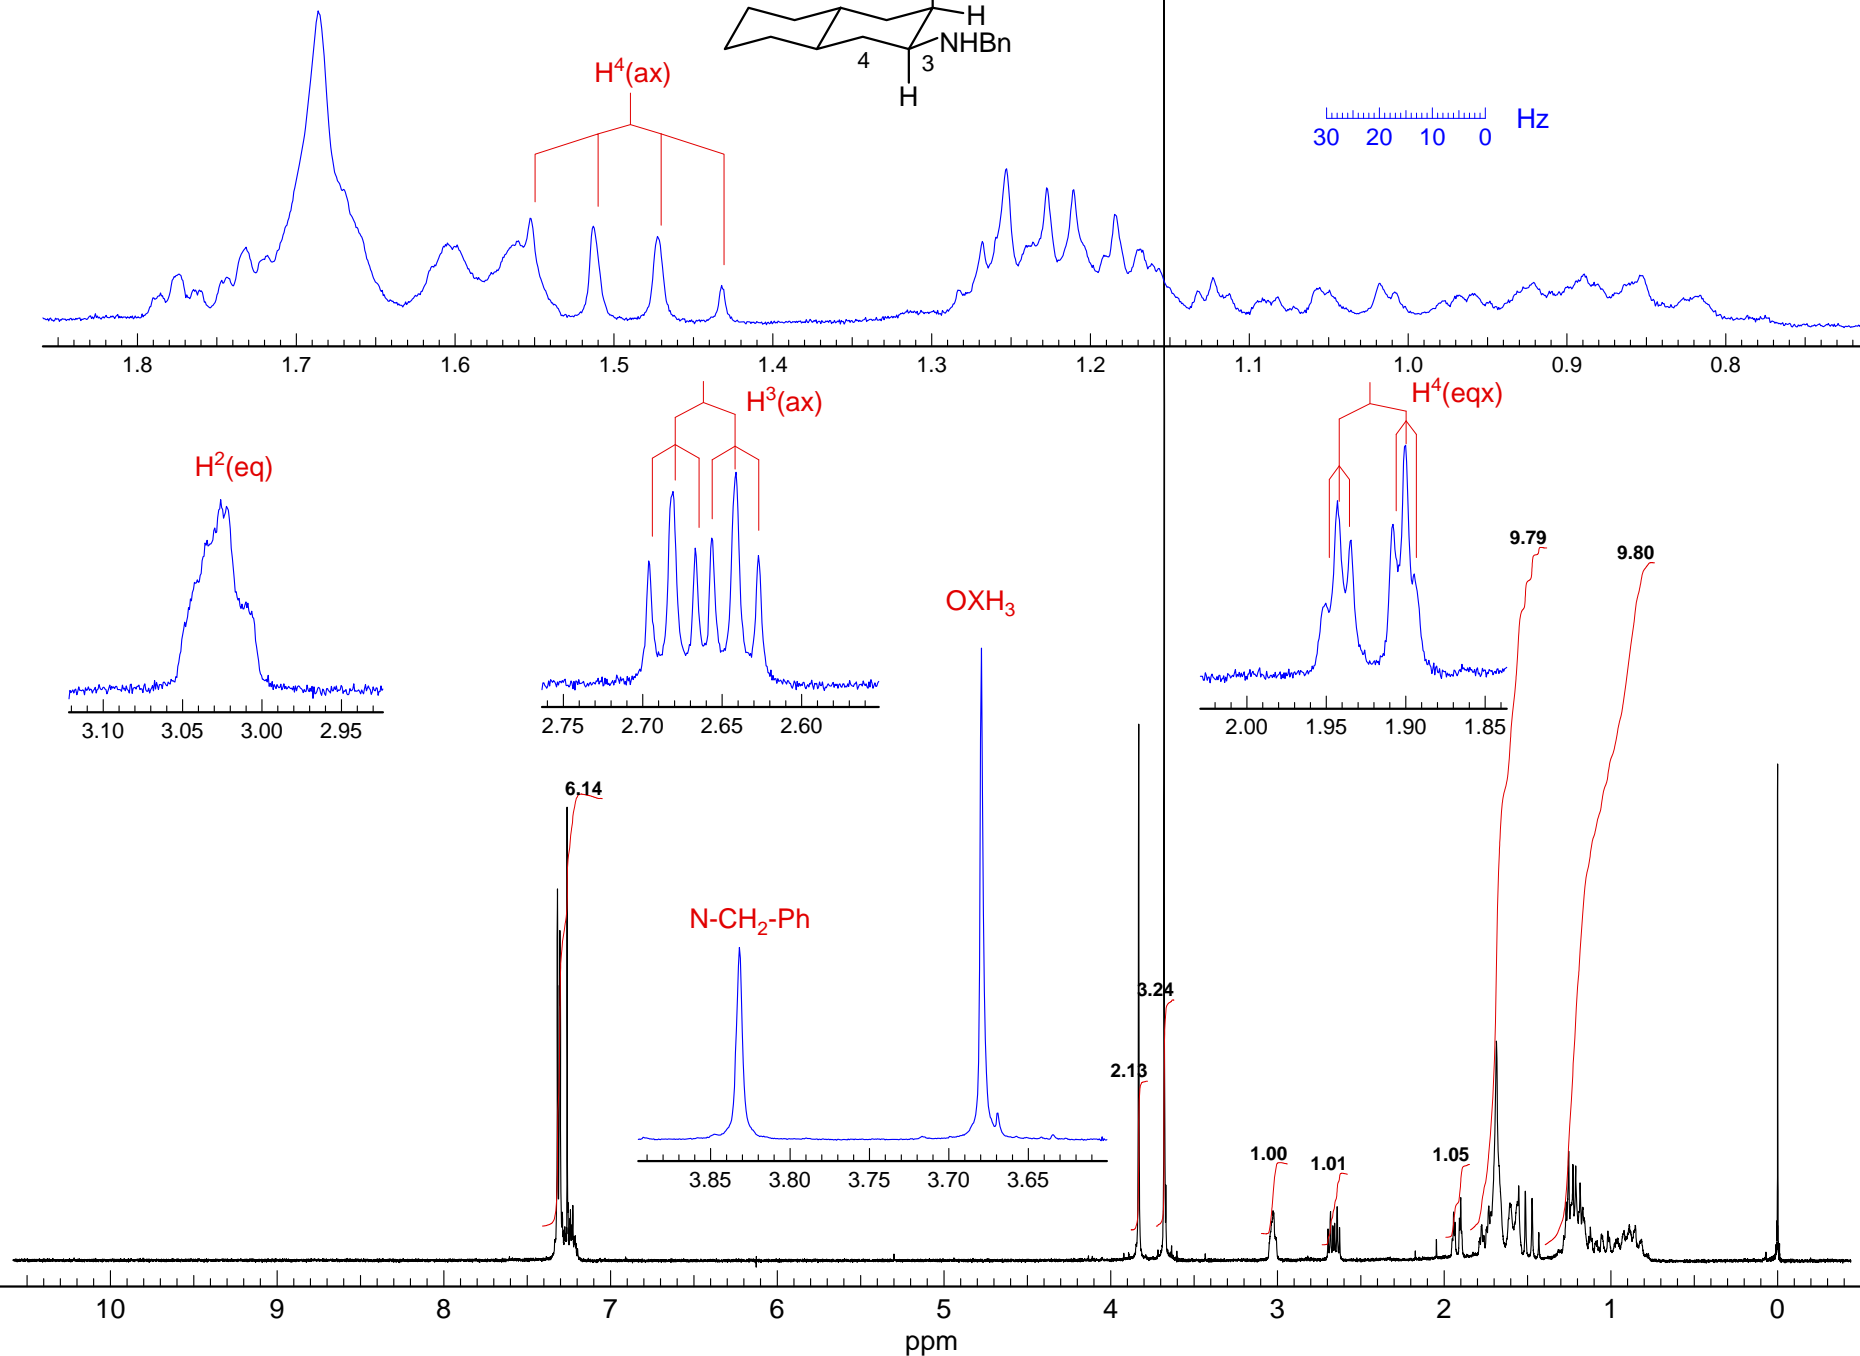 H
NHBn
4
3
H
H4(ax)
30 20 10 0 Hz
1.8 1.7 1.6 1.5 1.4 1.3 1.2 1.1 1.0 0.9 0.8
H3(ax)
H4(eqx)
H2(eq)
9.79
9.80
OXH3
3.10 3.05 3.00 2.95
2.75 2.70 2.65 2.60
2.00 1.95 1.90 1.85
6.14
N-CH2-Ph
3.24
2.13
1.00
1.01
1.05
3.85 3.80 3.75 3.70 3.65
10 9 8 7 6 5 4 3 2 1 0
ppm